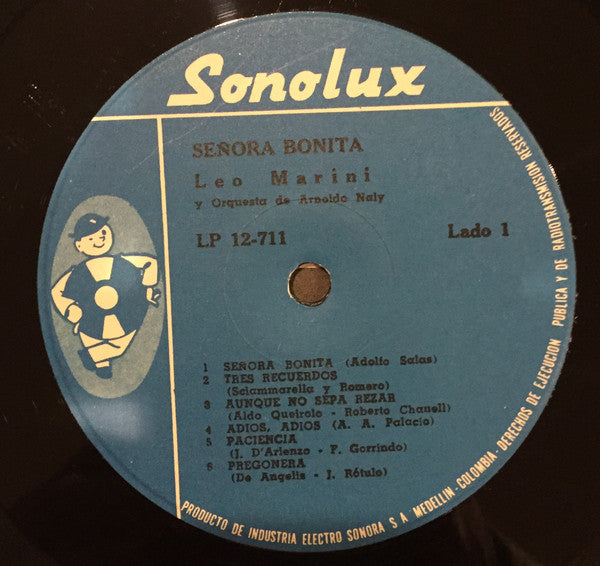 Sonolux
SEÑORA BONITA
Leo Marini
y Orquesta de Arnoldo Naly
LP 12-711
Lado 1
1 SEÑORA BONITA (Adolfo Salas)
2 TRES RECUERDOS
(Sciammarella y Romero)
3 AUNQUE NO SEPA REZAR
(Aldo Queirolo - Roberto Chanell)
4 ADIOS, ADIOS (A. A. Palacio)
5 PACIENCIA
(J. D'Arienzo - F. Gorrindo)
6 PREGONERA
(De Angelis - J. Rótulo)
PRODUCTO DE INDUSTRIA ELECTRO SONORA S A MEDELLIN - COLOMBIA - DERECHOS DE EJECUCION PUBLICA Y DE RADIOTRANSMISION RESERVADOS